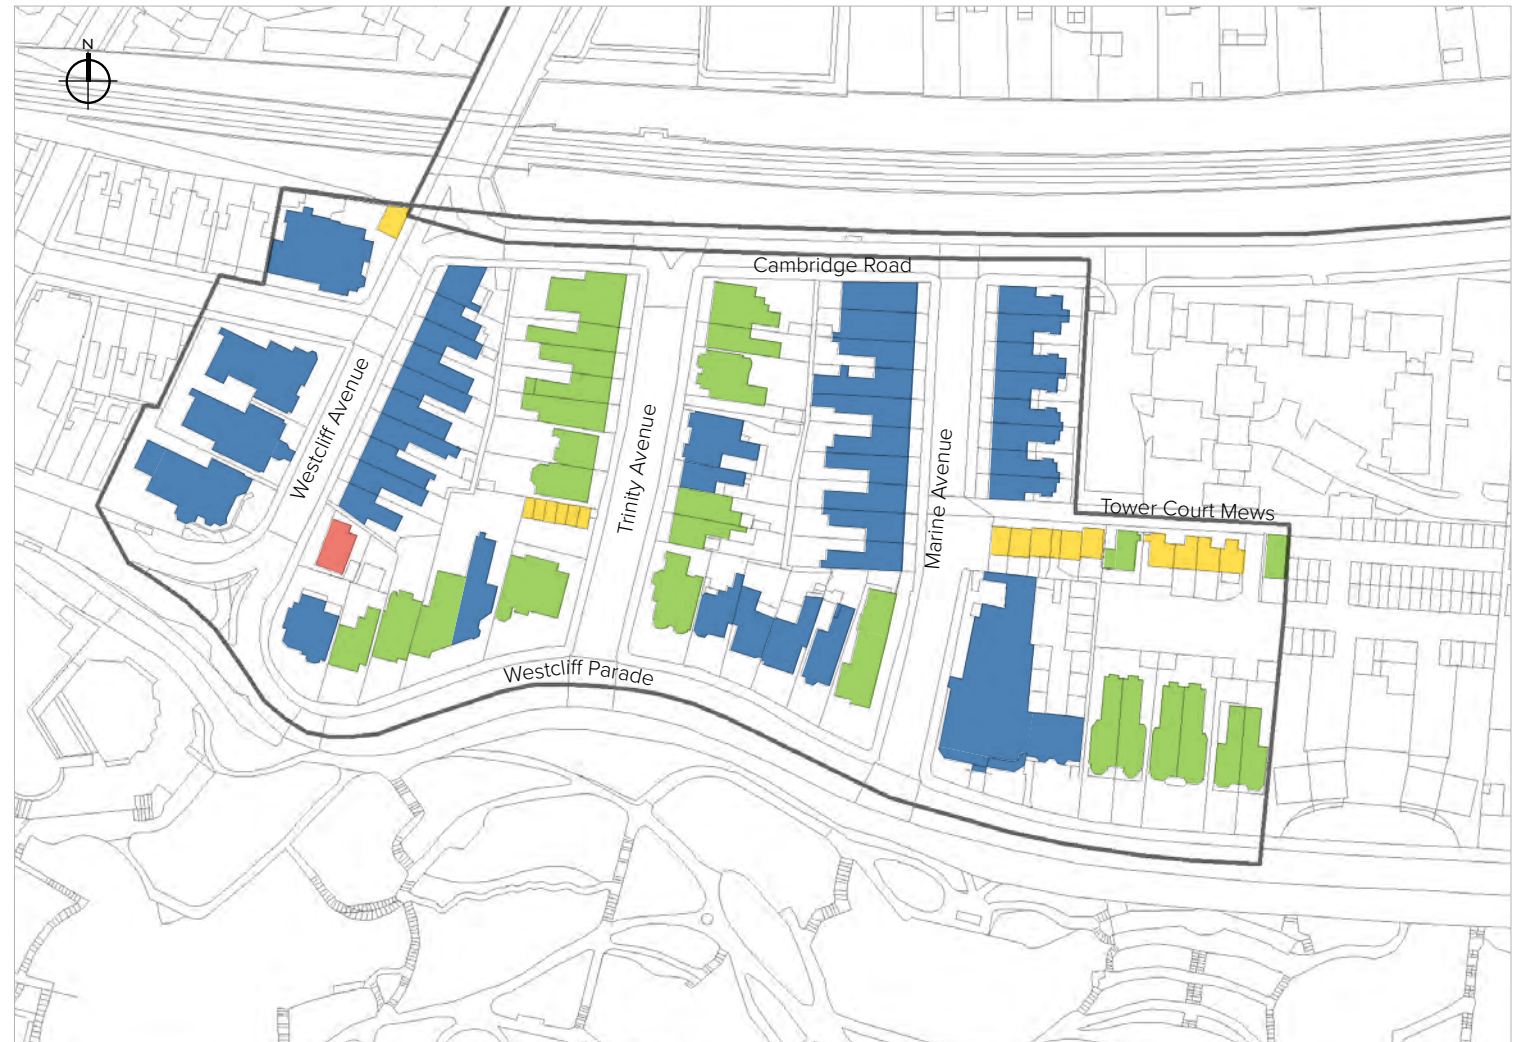 N
Cambridge Road
Westcliff Avenue
Trinity Avenue
Marine Avenue
Tower Court Mews
Westcliff Parade